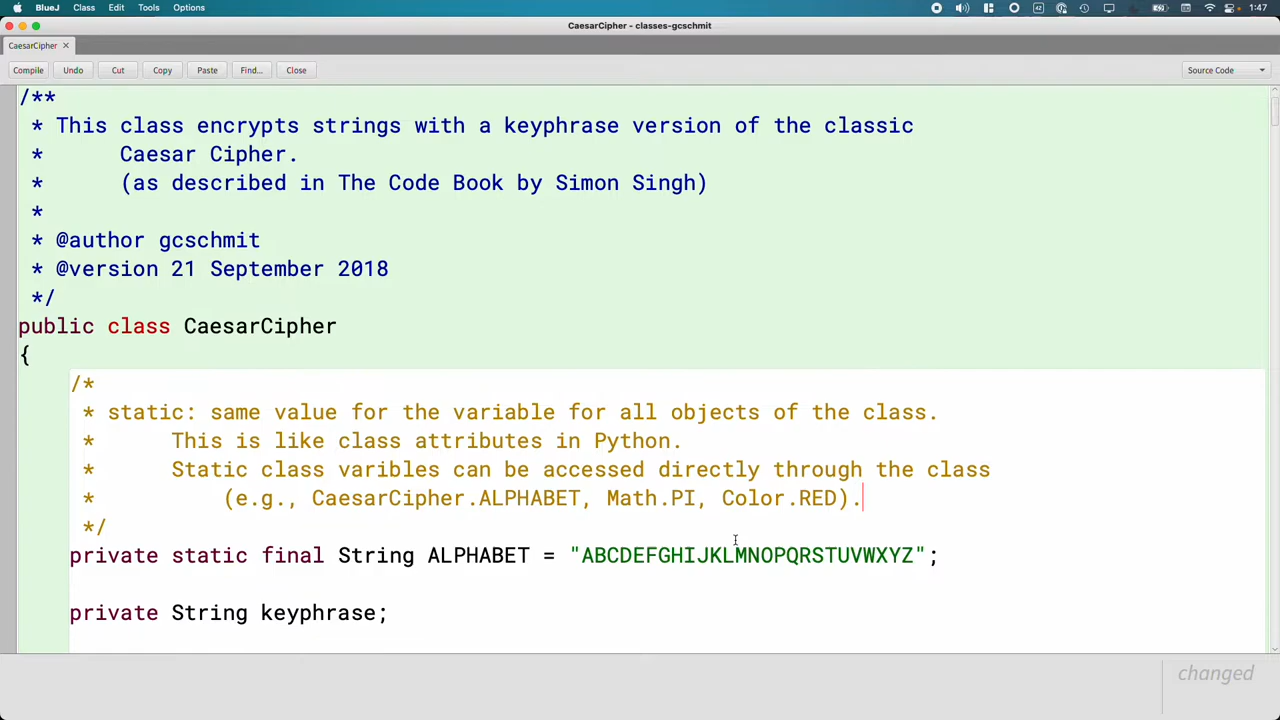 BlueJ Class Edit Tools Options 1:47
CaesarCipher - classes-gcschmit
CaesarCipher ×
Compile Undo Cut Copy Paste Find... Close Source Code
/**
* This class encrypts strings with a keyphrase version of the classic
* Caesar Cipher.
* (as described in The Code Book by Simon Singh)
*
* @author gcschmit
* @version 21 September 2018
*/
public class CaesarCipher
{
/*
* static: same value for the variable for all objects of the class.
* This is like class attributes in Python.
* Static class varibles can be accessed directly through the class
* (e.g., CaesarCipher.ALPHABET, Math.PI, Color.RED).
*/
private static final String ALPHABET = "ABCDEFGHIJKLMNOPQRSTUVWXYZ";
private String keyphrase;
changed